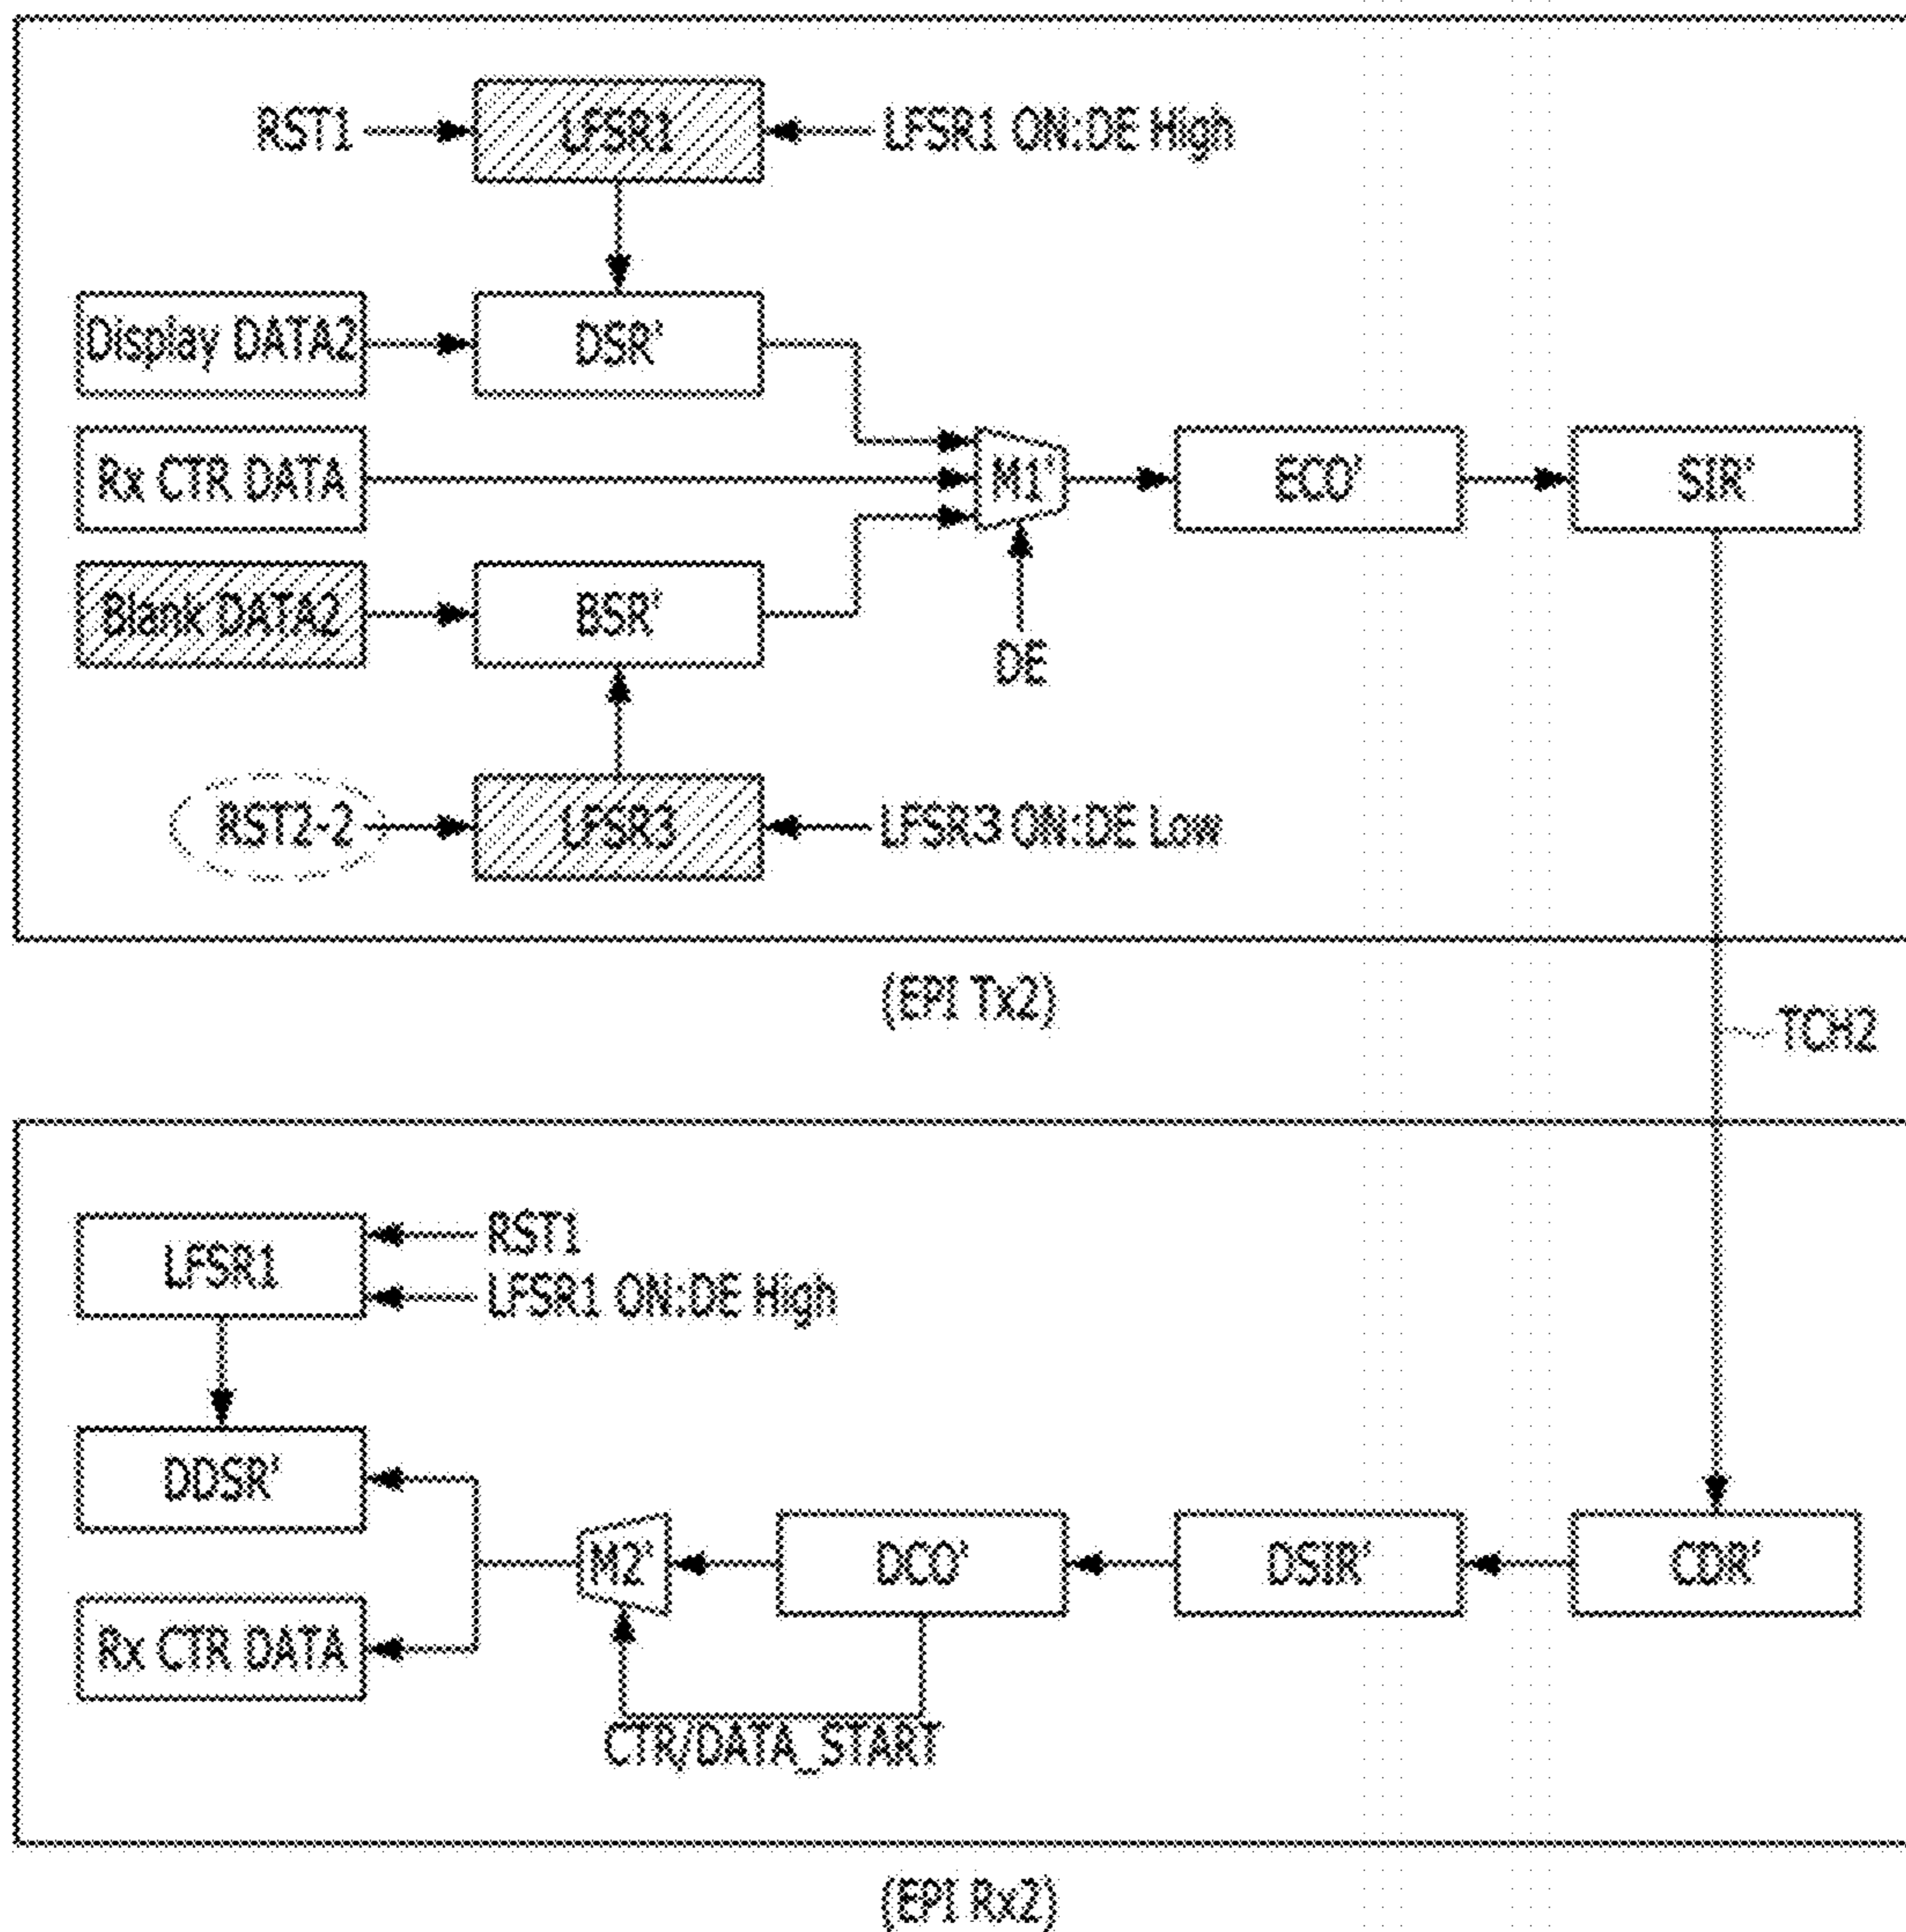 RST1
LFSR1
LFSR1 ON:DE High
Display DATA2
DSR'
Rx CTR DATA
M1'
ECO'
SIR'
Blank DATA2
BSR'
DE
RST2-2
LFSR3
LFSR3 ON:DE Low
(EPI Tx2)
TCH2
LFSR1
RST1
LFSR1 ON:DE High
DDSR'
M2'
DCO'
DSIR'
CDR'
Rx CTR DATA
CTR/DATA_START
(EPI Rx2)